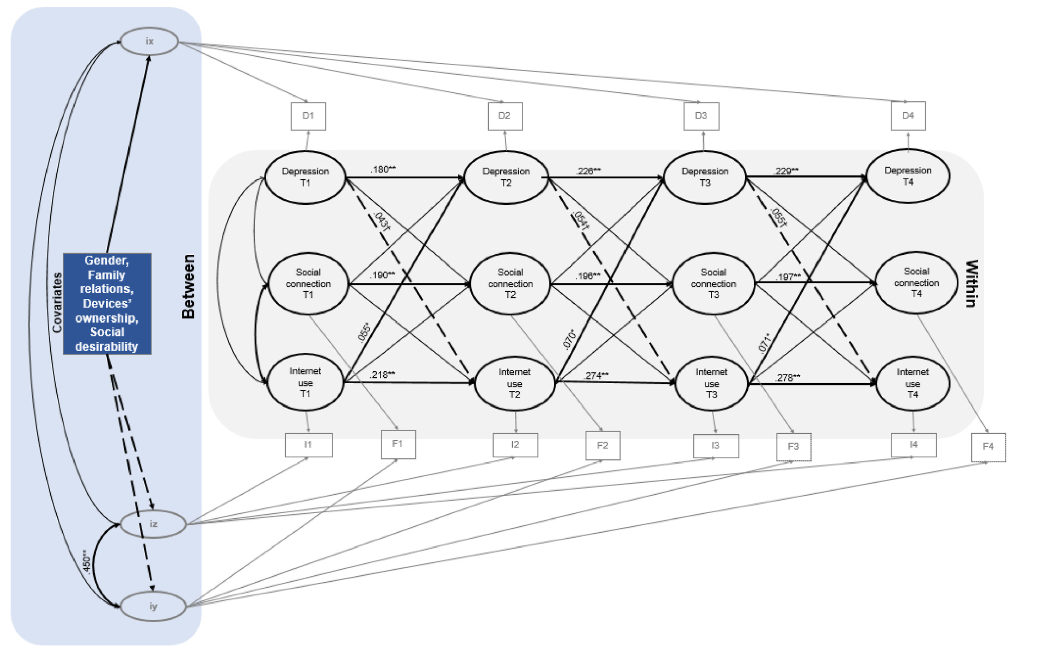 ix
D1
D2
D3
D4
Depression
T1
.180**
Depression
T2
.226**
Depression
T3
.229**
Depression
T4
.043†
.054†
.055†
Between
Covariates
Gender,
Family
relations,
Devices'
ownership,
Social
desirability
Social
connection
T1
.190**
Social
connection
T2
.196**
Social
connection
T3
.197**
Social
connection
T4
Within
.055*
.070*
.071*
Internet
use
T1
.218**
Internet
use
T2
.274**
Internet
use
T3
.278**
Internet
use
T4
I1
F1
I2
F2
I3
F3
I4
F4
iz
.450**
iy